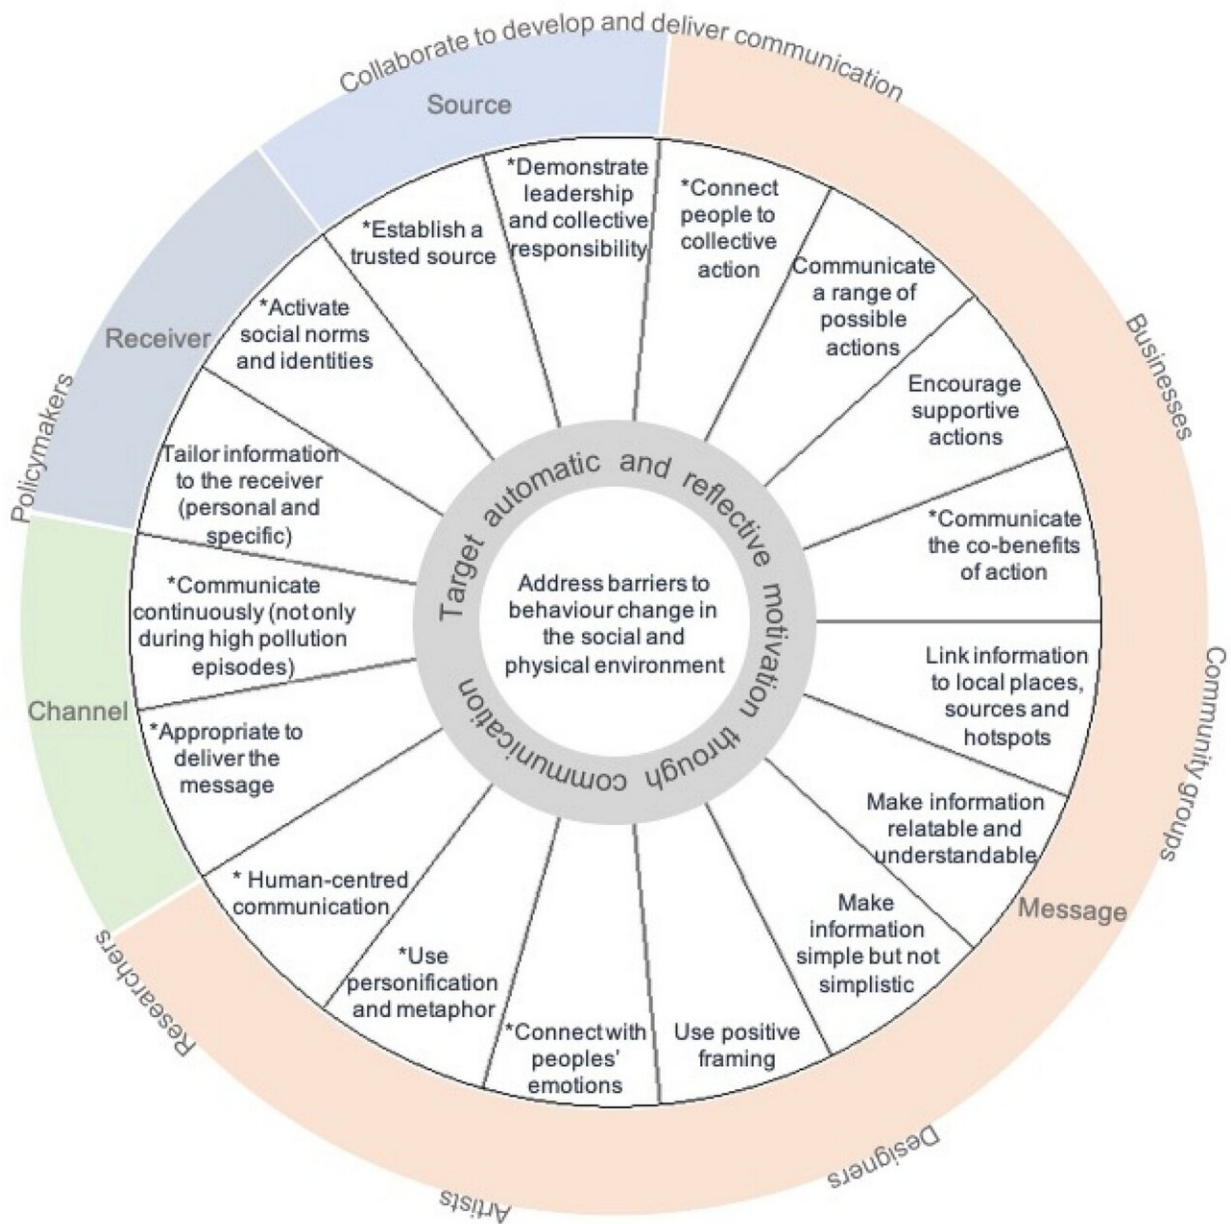 Collaborate to develop and deliver communication
Businesses
Community groups
Designers
Artists
Researchers
Policymakers
Source
Message
Channel
Receiver
*Demonstrate
leadership
and collective
responsibility
*Connect
people to
collective
action
Communicate
a range of
possible
actions
Encourage
supportive
actions
*Communicate
the co-benefits
of action
Link information
to local places,
sources and
hotspots
Make information
relatable and
understandable
Make
information
simple but not
simplistic
Use positive
framing
*Connect with
peoples'
emotions
*Use
personification
and metaphor
* Human-centred
communication
*Appropriate to
deliver the
message
*Communicate
continuously (not only
during high pollution
episodes)
Tailor information
to the receiver
(personal and
specific)
*Activate
social norms
and identities
*Establish a
trusted source
Target automatic and reflective motivation through communication
Address barriers to
behaviour change in
the social and
physical environment